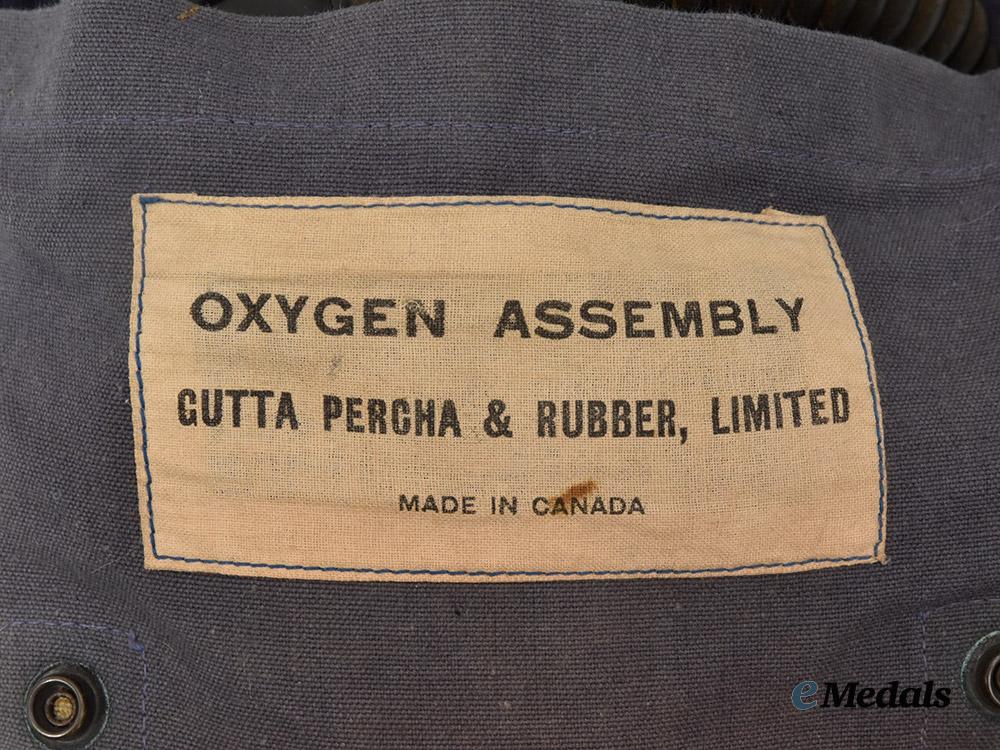 OXYGEN ASSEMBLY
GUTTA PERCHA & RUBBER, LIMITED
MADE IN CANADA
eMedals